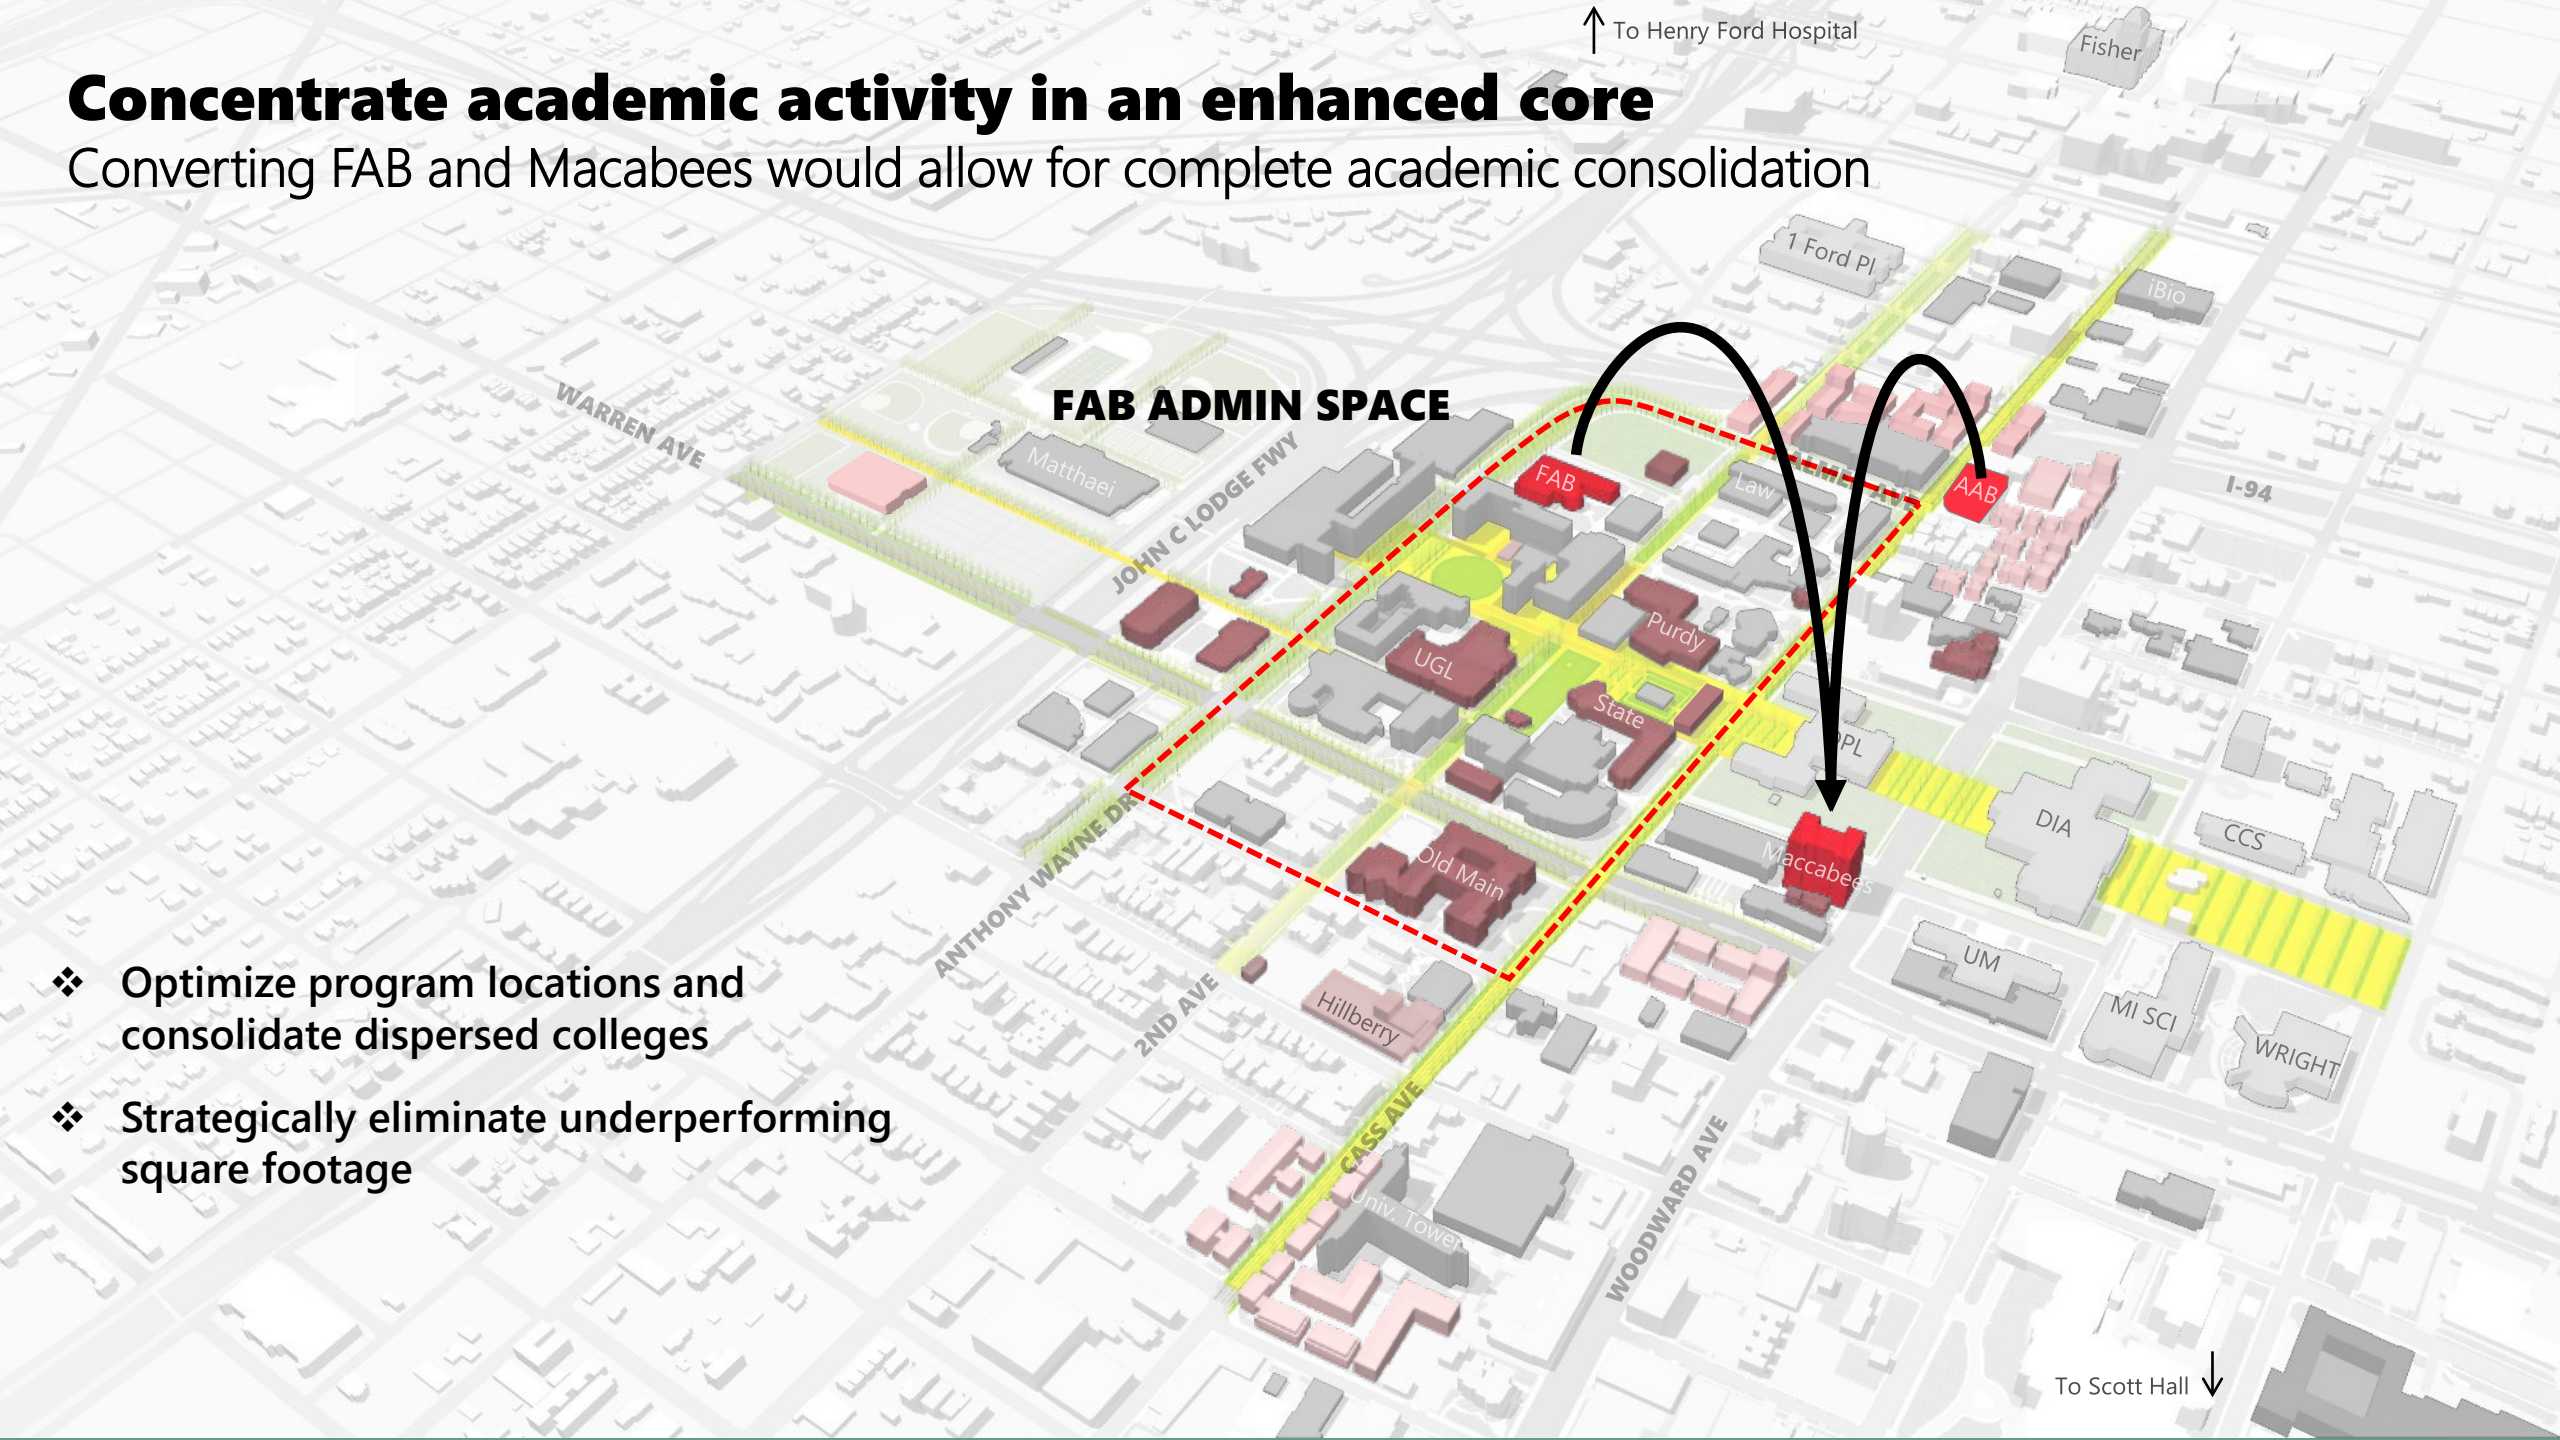 To Henry Ford Hospital
Fisher
Concentrate academic activity in an enhanced core
Converting FAB and Macabees would allow for complete academic consolidation
1 Ford Pl
iBio
FAB ADMIN SPACE
WARREN AVE
Matthaei
JOHN C LODGE FWY
FAB
Law
AAB
I-94
Purdy
UGL
State
DPL
DIA
CCS
ANTHONY WAYNE DR
Old Main
Maccabees
UM
MI SCI
WRIGHT
2ND AVE
Hillberry
❖ Optimize program locations and
consolidate dispersed colleges
❖ Strategically eliminate underperforming
square footage
CASS AVE
Univ. Tower
WOODWARD AVE
To Scott Hall